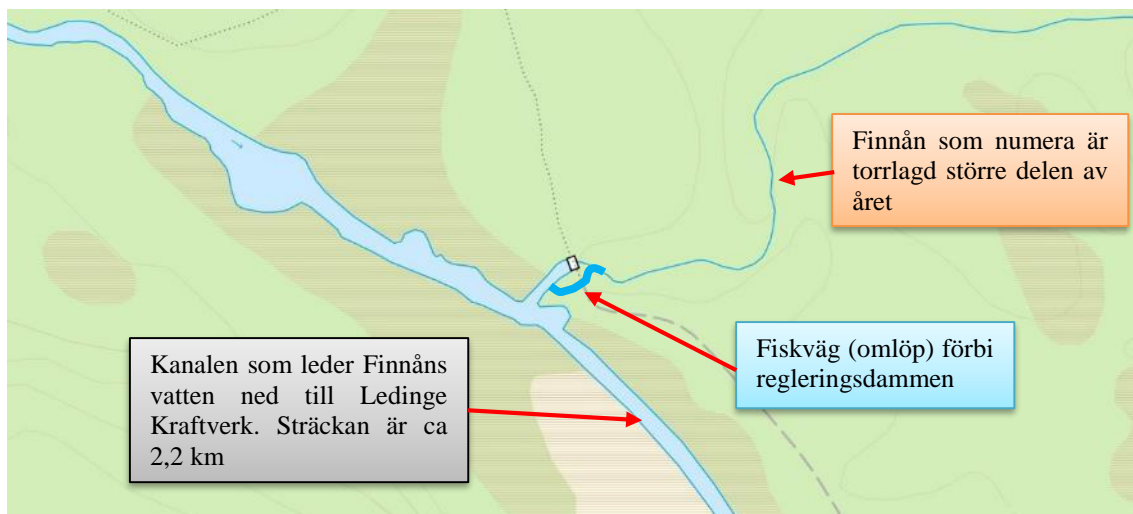 Finnån som numera är
torrlagd större delen av
året
Fiskväg (omlöp) förbi
regleringsdammen
Kanalen som leder Finnåns
vatten ned till Ledinge
Kraftverk. Sträckan är ca
2,2 km